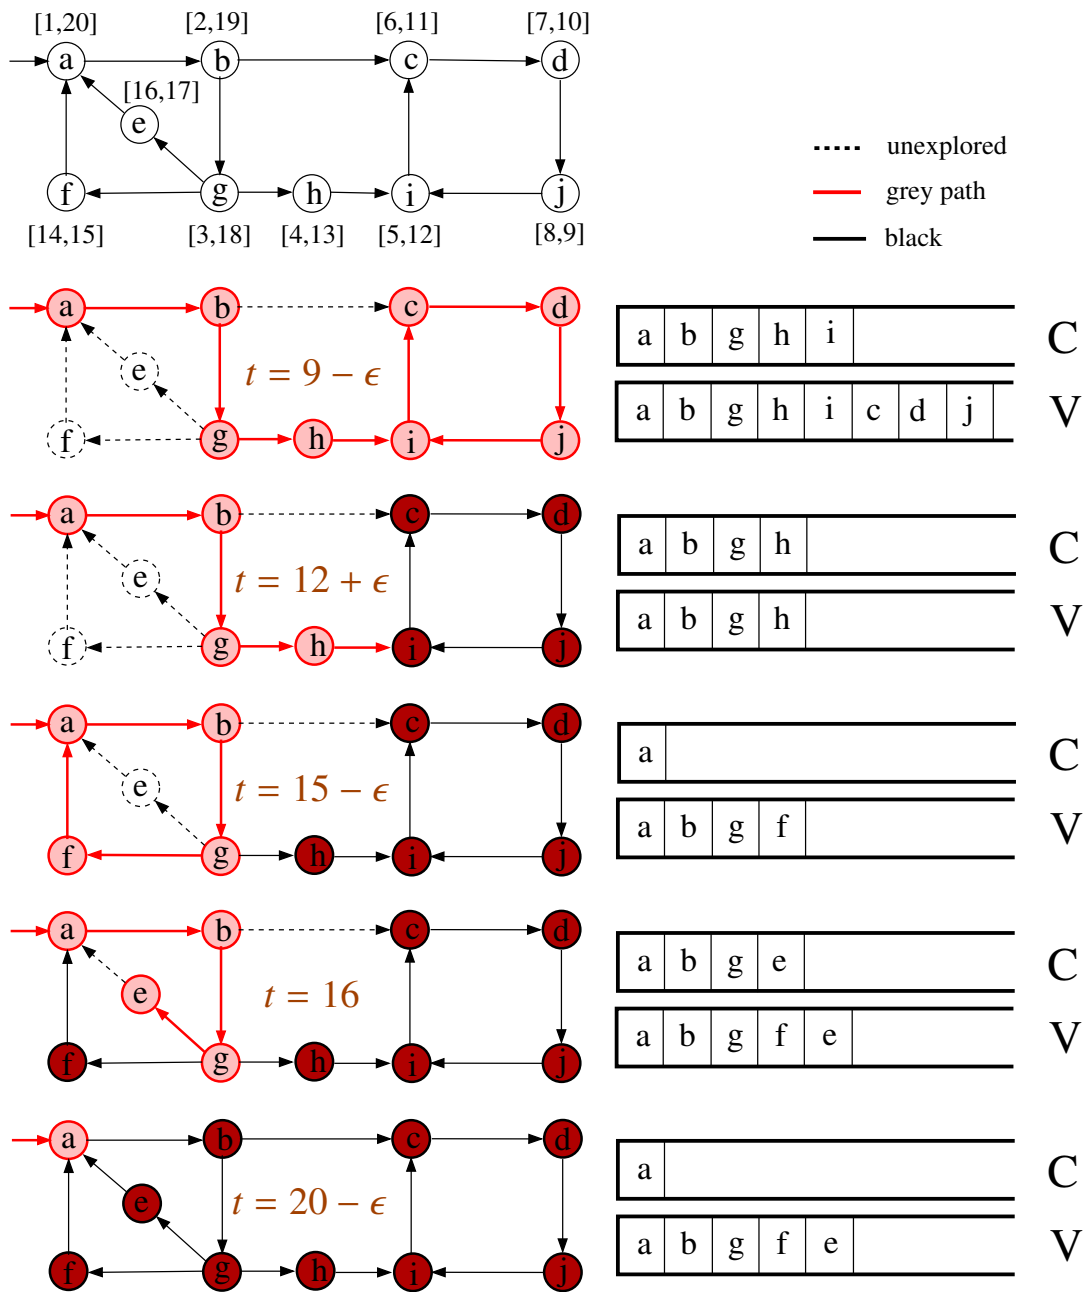 [1,20] [2,19] [6,11] [7,10]
a b c d
[16,17]
e
f g h i j
[14,15] [3,18] [4,13] [5,12] [8,9]
unexplored
grey path
black
a b c d
e
f g h i j
t = 9 − ϵ
a b g h i C
a b g h i c d j V
a b c d
e
f g h i j
t = 12 + ϵ
a b g h C
a b g h V
a b c d
e
f g h i j
t = 15 − ϵ
a C
a b g f V
a b c d
e
f g h i j
t = 16
a b g e C
a b g f e V
a b c d
e
f g h i j
t = 20 − ϵ
a C
a b g f e V